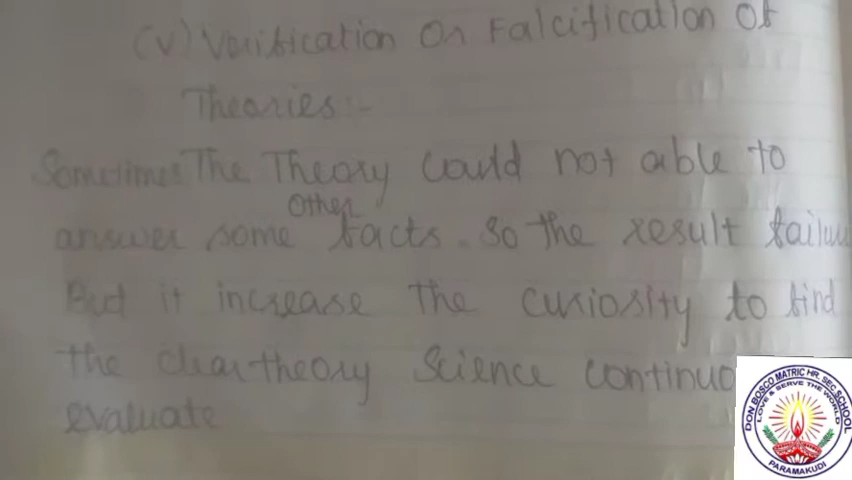 (v) Verification Or Falcification Of
Theories:-
Sometimes The Theory Could not able to
other
answer some facts. So the result failure
But it increase The curiosity to find
the clear theory Science
evaluate
DON BOSCO MATRIC HR. SEC. SCHOOL
LOVE & SERVE THE WORLD
PARAMAKUDI